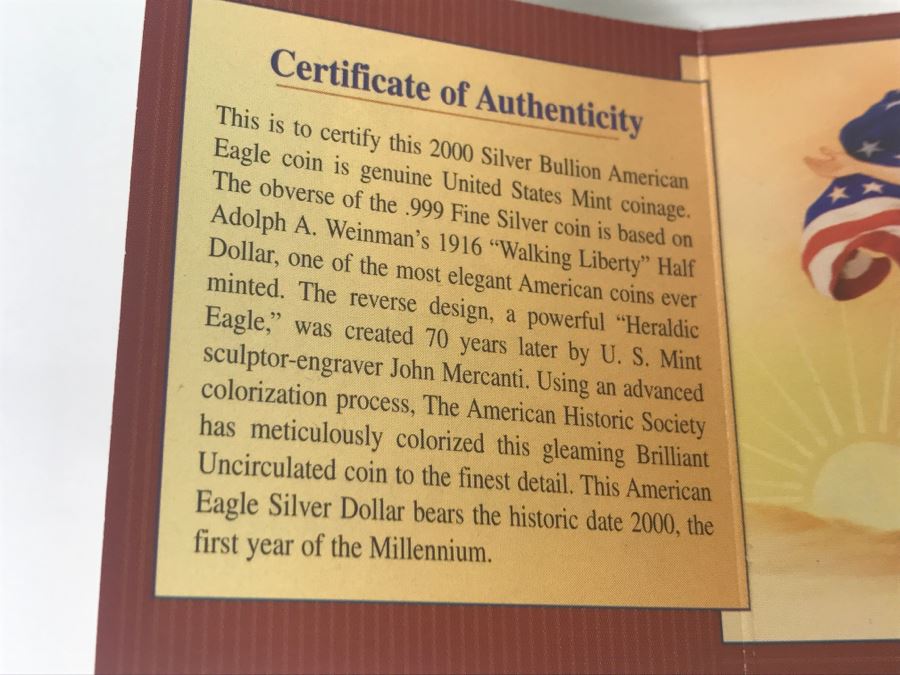 Certificate of Authenticity
This is to certify this 2000 Silver Bullion American
Eagle coin is genuine United States Mint coinage.
The obverse of the .999 Fine Silver coin is based on
Adolph A. Weinman's 1916 “Walking Liberty” Half
Dollar, one of the most elegant American coins ever
minted. The reverse design, a powerful “Heraldic
Eagle,” was created 70 years later by U. S. Mint
sculptor-engraver John Mercanti. Using an advanced
colorization process, The American Historic Society
has meticulously colorized this gleaming Brilliant
Uncirculated coin to the finest detail. This American
Eagle Silver Dollar bears the historic date 2000, the
first year of the Millennium.